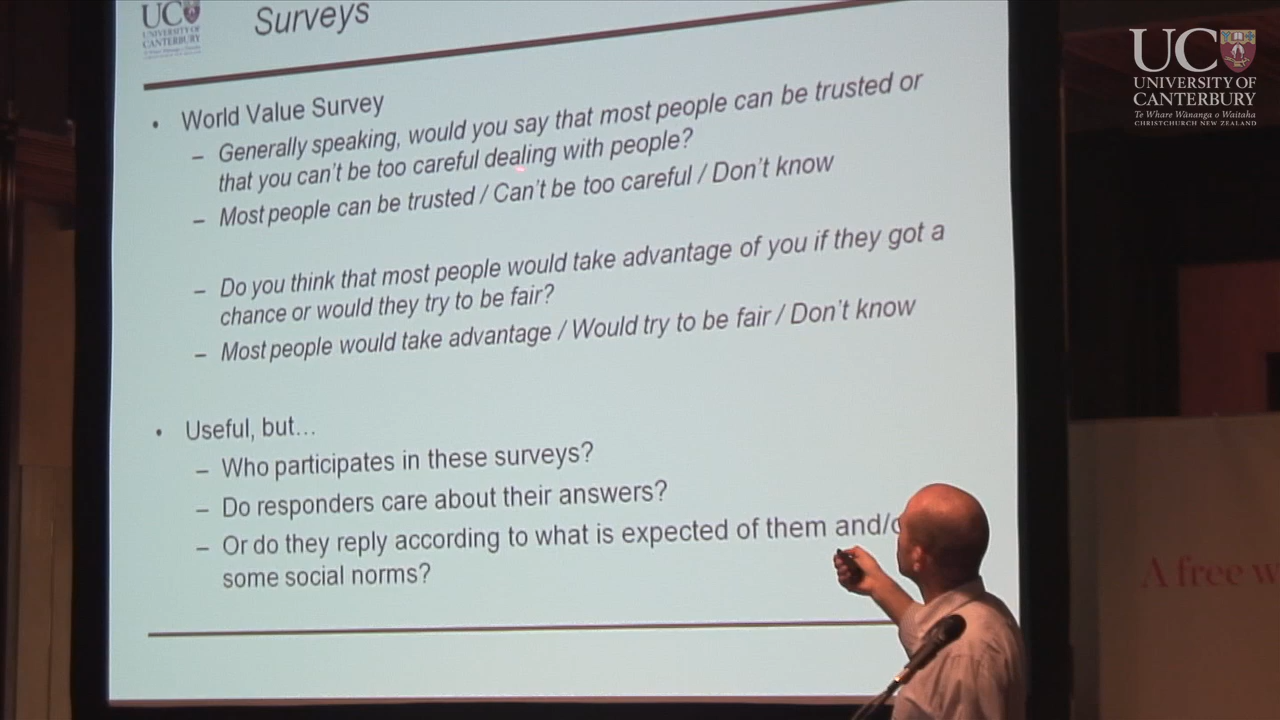 UC
UNIVERSITY OF
CANTERBURY
Surveys
• World Value Survey
– Generally speaking, would you say that most people can be trusted or
that you can't be too careful dealing with people?
– Most people can be trusted / Can't be too careful / Don't know
– Do you think that most people would take advantage of you if they got a
chance or would they try to be fair?
– Most people would take advantage / Would try to be fair / Don't know
• Useful, but…
– Who participates in these surveys?
– Do responders care about their answers?
– Or do they reply according to what is expected of them and/
some social norms?
UC
UNIVERSITY OF
CANTERBURY
Te Whare Wānanga o Waitaha
CHRISTCHURCH NEW ZEALAND
A free w